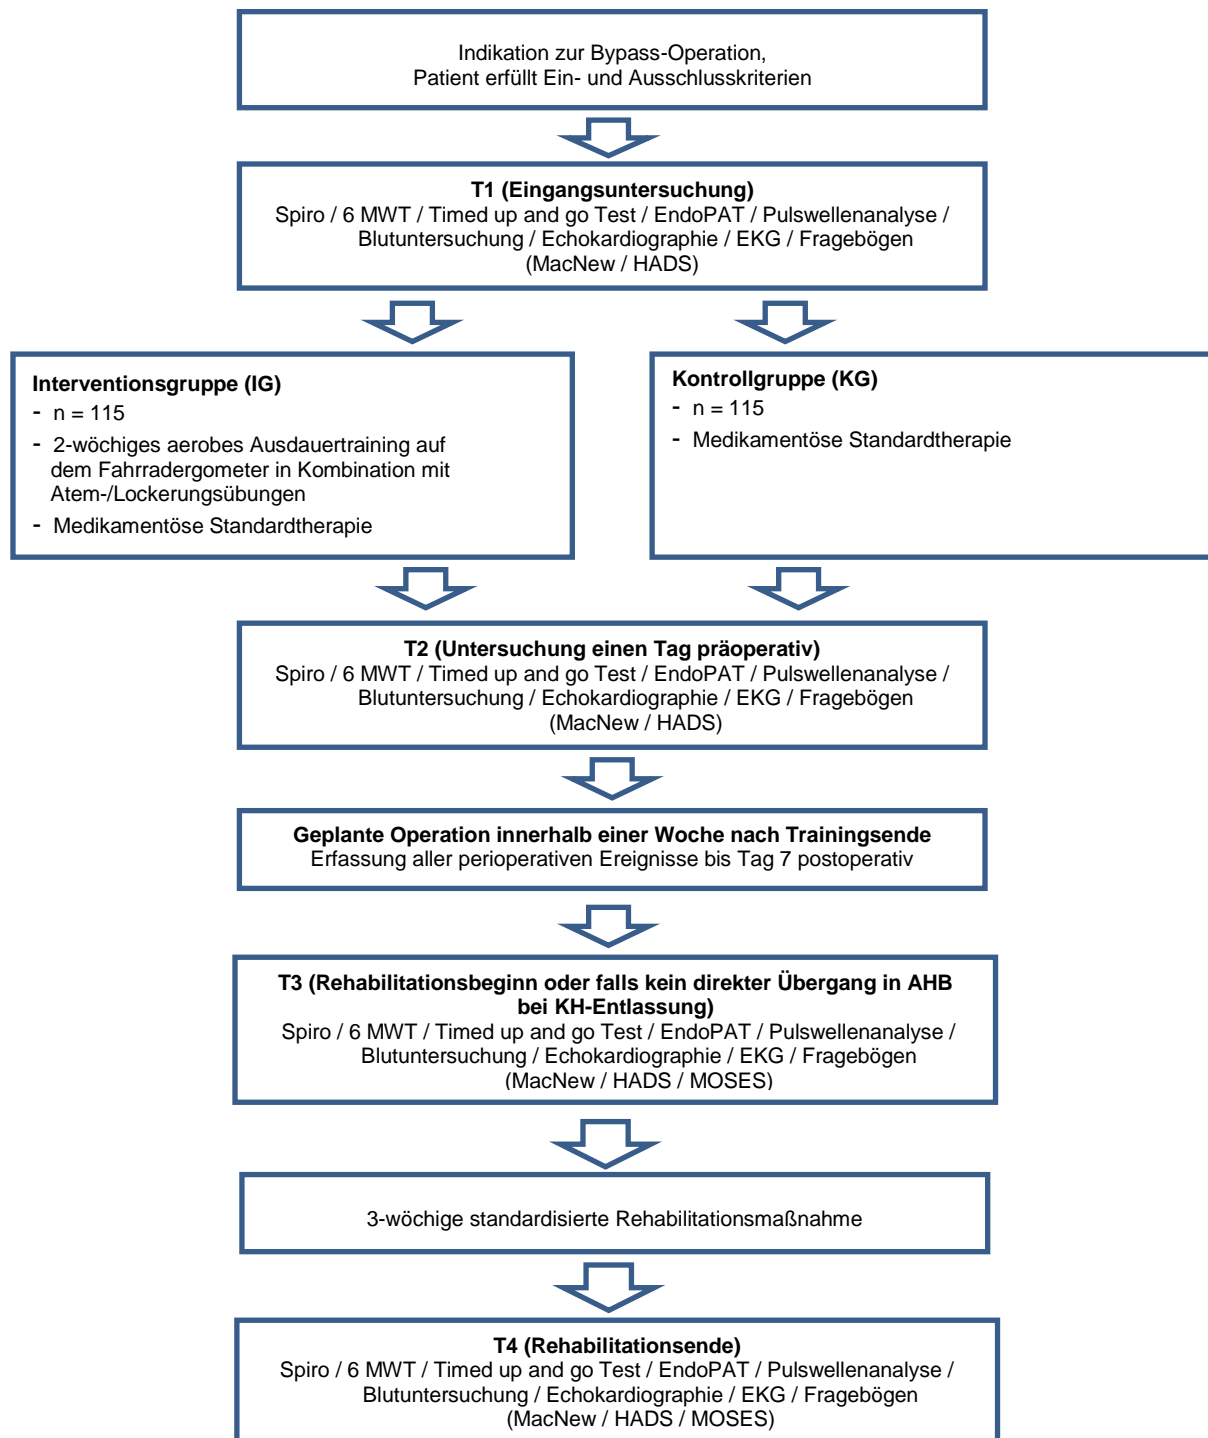 Indikation zur Bypass-Operation,
Patient erfüllt Ein- und Ausschlusskriterien
T1 (Eingangsuntersuchung)
Spiro / 6 MWT / Timed up and go Test / EndoPAT / Pulswellenanalyse /
Blutuntersuchung / Echokardiographie / EKG / Fragebögen
(MacNew / HADS)
Interventionsgruppe (IG)
- n = 115
- 2-wöchiges aerobes Ausdauertraining auf
dem Fahrradergometer in Kombination mit
Atem-/Lockerungsübungen
- Medikamentöse Standardtherapie
Kontrollgruppe (KG)
- n = 115
- Medikamentöse Standardtherapie
T2 (Untersuchung einen Tag präoperativ)
Spiro / 6 MWT / Timed up and go Test / EndoPAT / Pulswellenanalyse /
Blutuntersuchung / Echokardiographie / EKG / Fragebögen
(MacNew / HADS)
Geplante Operation innerhalb einer Woche nach Trainingsende
Erfassung aller perioperativen Ereignisse bis Tag 7 postoperativ
T3 (Rehabilitationsbeginn oder falls kein direkter Übergang in AHB
bei KH-Entlassung)
Spiro / 6 MWT / Timed up and go Test / EndoPAT / Pulswellenanalyse /
Blutuntersuchung / Echokardiographie / EKG / Fragebögen
(MacNew / HADS / MOSES)
3-wöchige standardisierte Rehabilitationsmaßnahme
T4 (Rehabilitationsende)
Spiro / 6 MWT / Timed up and go Test / EndoPAT / Pulswellenanalyse /
Blutuntersuchung / Echokardiographie / EKG / Fragebögen
(MacNew / HADS / MOSES)